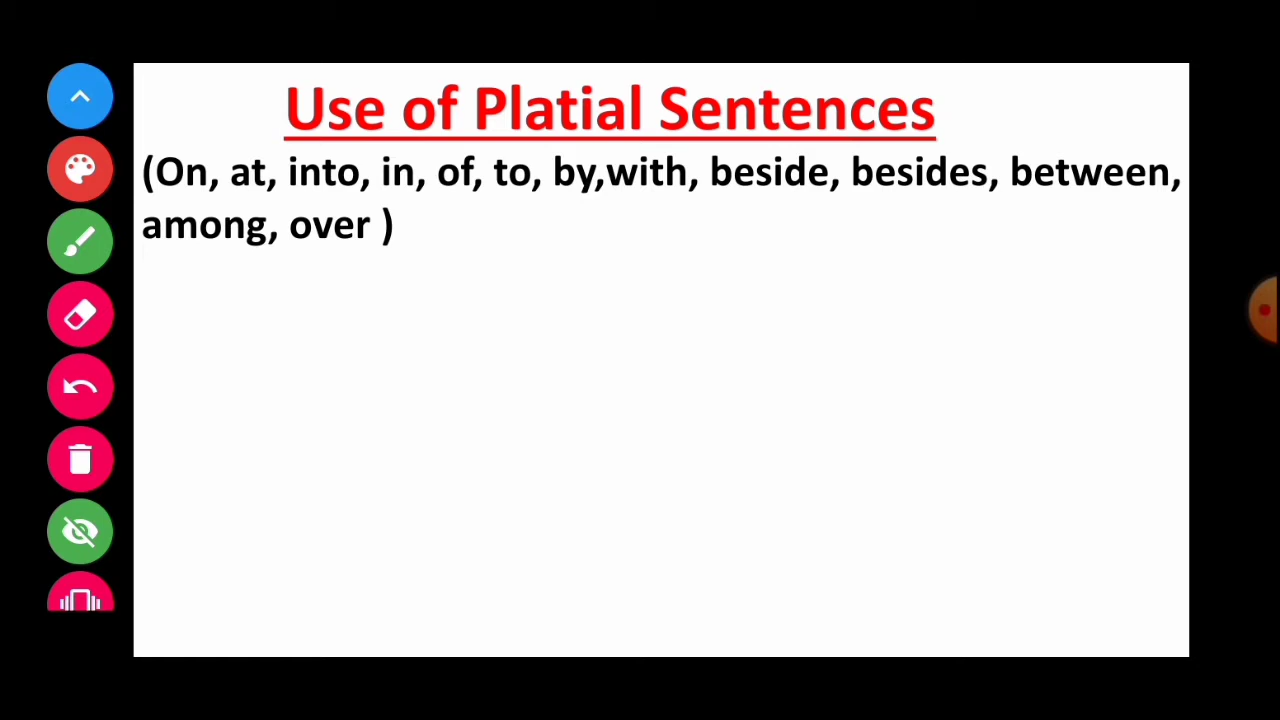 Use of Platial Sentences
(On, at, into, in, of, to, by,with, beside, besides, between,
among, over )